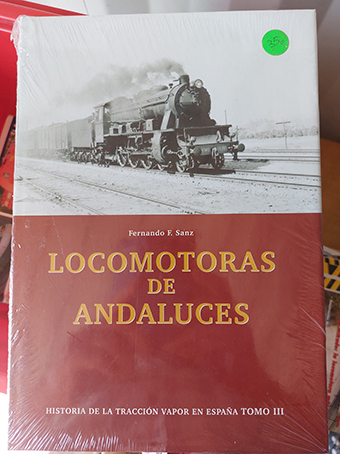 35€
Fernando F. Sanz
LOCOMOTORAS
DE
ANDALUCES
HISTORIA DE LA TRACCIÓN VAPOR EN ESPAÑA TOMO III